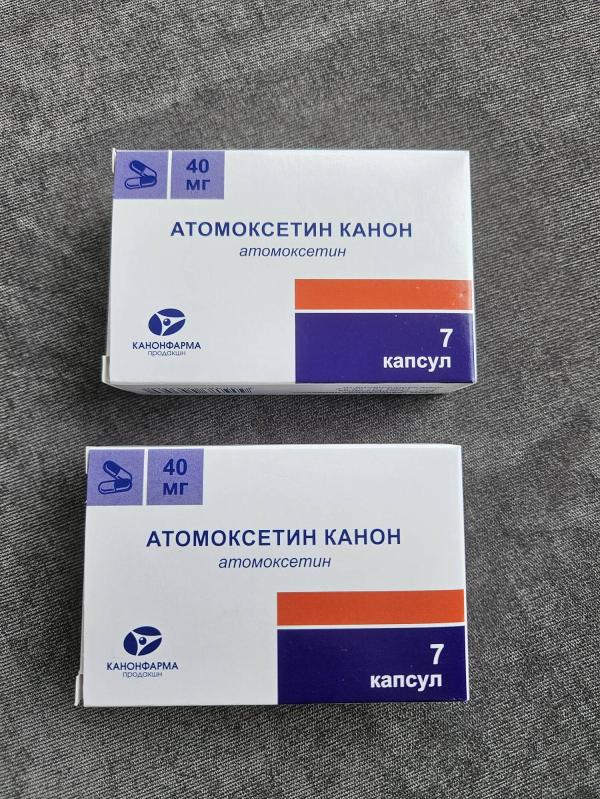 40
мг
АТОМОКСЕТИН КАНОН
атомоксетин
КАНОНФАРМА
продакшн
7
капсул
40
мг
АТОМОКСЕТИН КАНОН
атомоксетин
КАНОНФАРМА
продакшн
7
капсул